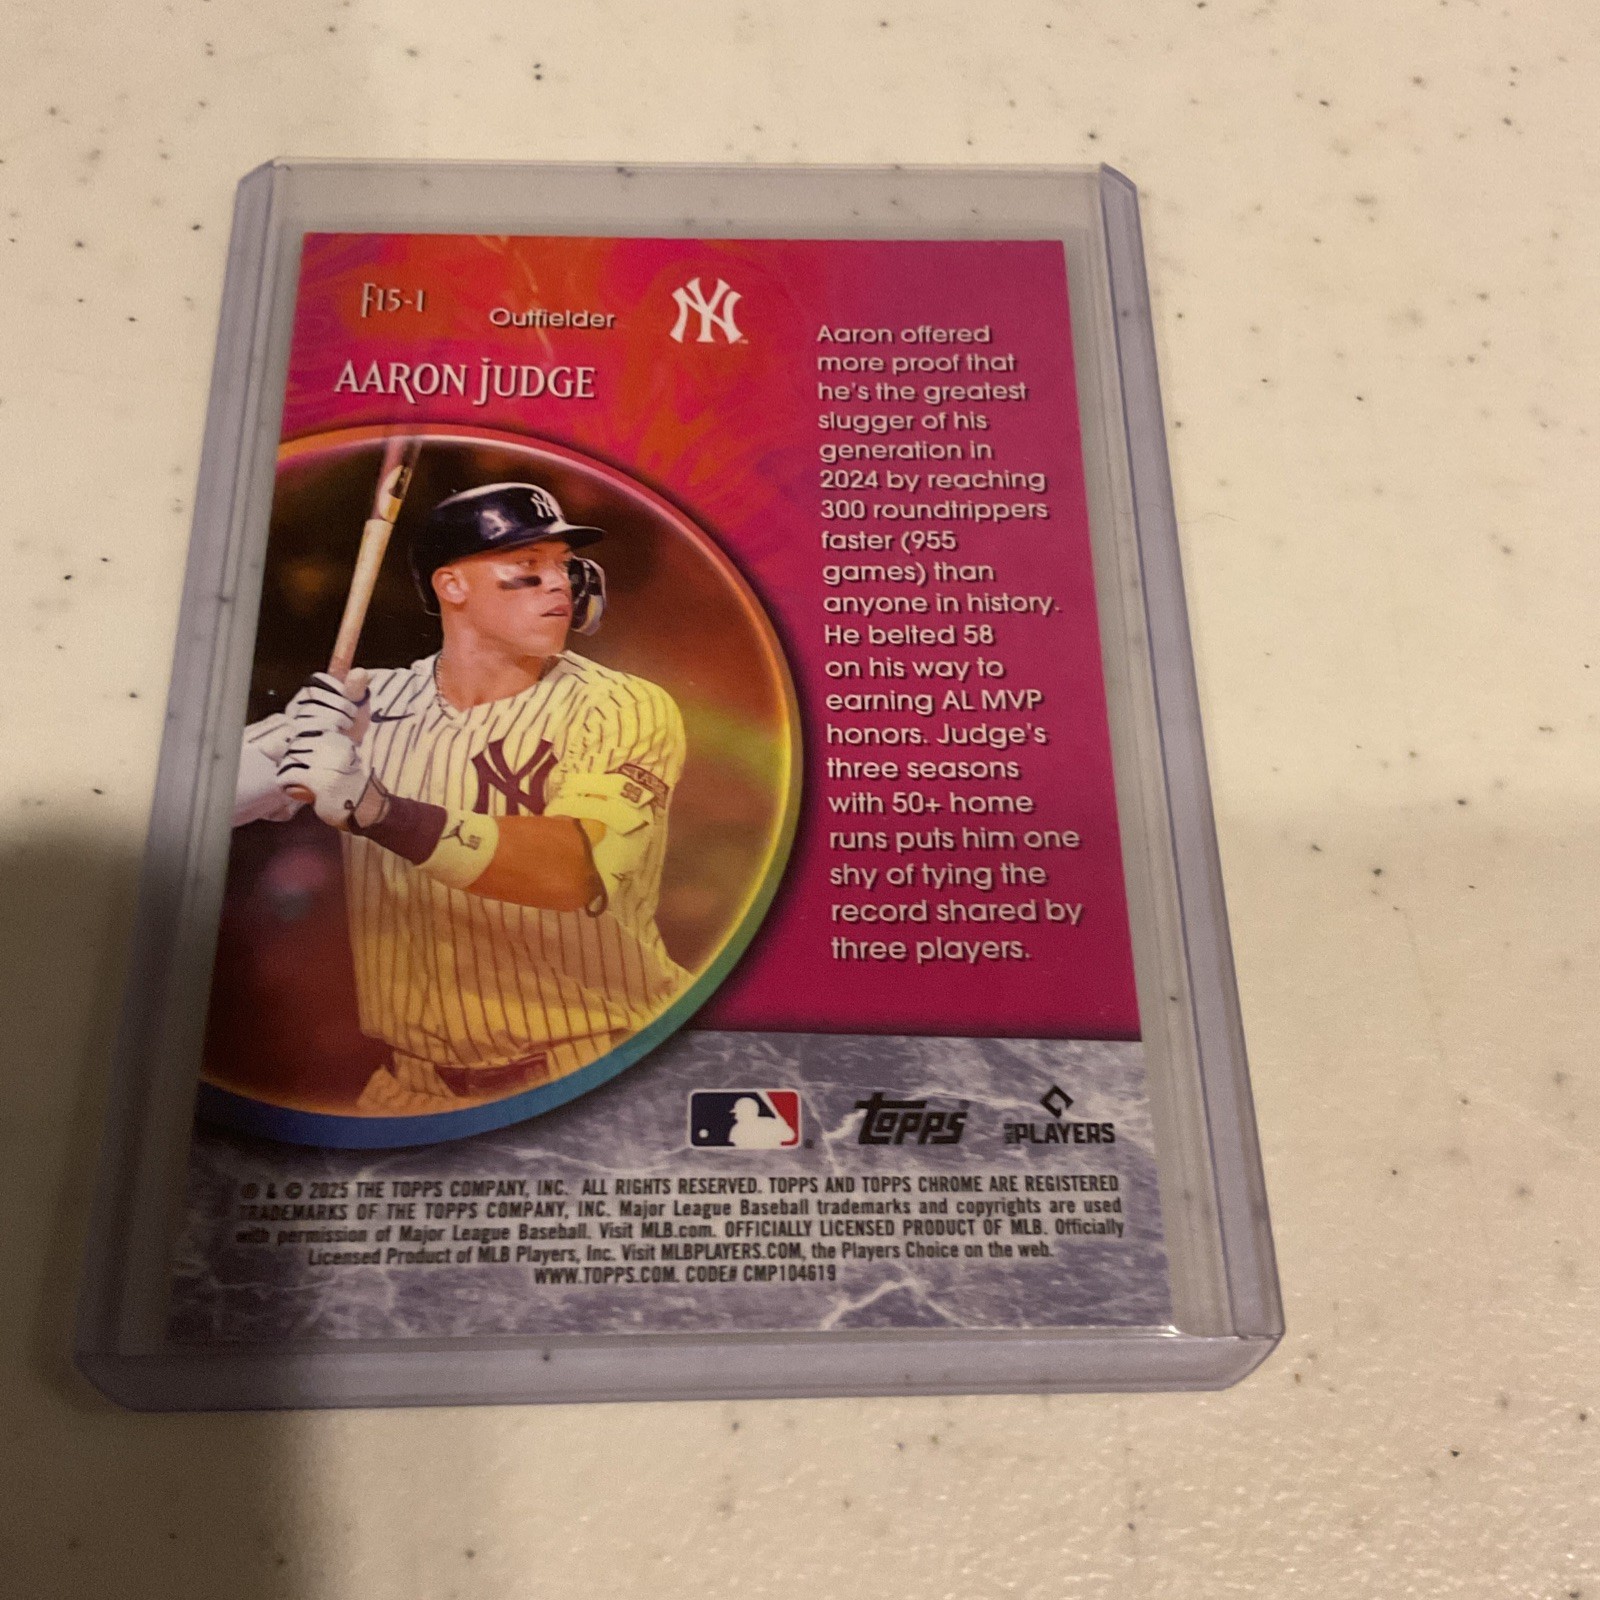 F15-1
Outfielder
NY
AARON JUDGE
Aaron offered
more proof that
he's the greatest
slugger of his
generation in
2024 by reaching
300 roundtrippers
faster (955
games) than
anyone in history.
He belted 58
on his way to
earning AL MVP
honors. Judge's
three seasons
with 50+ home
runs puts him one
shy of tying the
record shared by
three players.
NY
NY
99
topps
PLAYERS
® & © 2025 THE TOPPS COMPANY, INC. ALL RIGHTS RESERVED. TOPPS AND TOPPS CHROME ARE REGISTERED
TRADEMARKS OF THE TOPPS COMPANY, INC. Major League Baseball trademarks and copyrights are used
with permission of Major League Baseball. Visit MLB.com. OFFICIALLY LICENSED PRODUCT OF MLB. Officially
Licensed Product of MLB Players, Inc. Visit MLBPLAYERS.COM, the Players Choice on the web.
WWW.TOPPS.COM. CODE# CMP104619